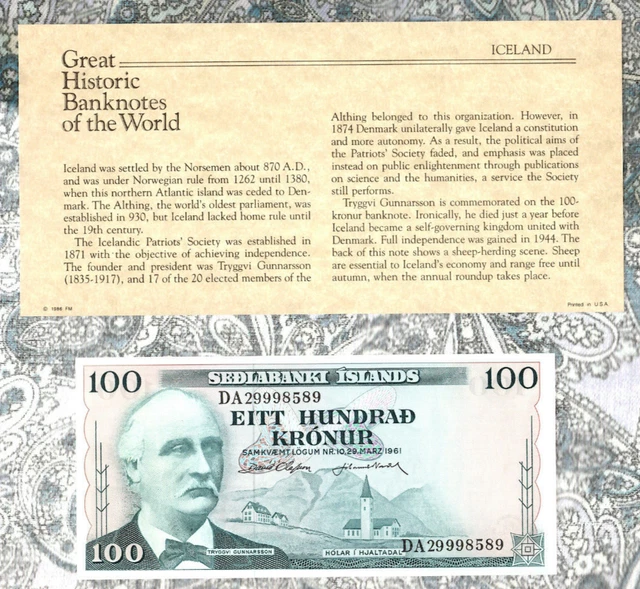 Great
Historic
Banknotes
of the World
ICELAND
Iceland was settled by the Norsemen about 870 A.D.,
and was under Norwegian rule from 1262 until 1380,
when this northern Atlantic island was ceded to Den-
mark. The Althing, the world's oldest parliament, was
established in 930, but Iceland lacked home rule until
the 19th century.
The Icelandic Patriots' Society was established in
1871 with the objective of achieving independence.
The founder and president was Tryggvi Gunnarsson
(1835-1917), and 17 of the 20 elected members of the
Althing belonged to this organization. However, in
1874 Denmark unilaterally gave Iceland a constitution
and more autonomy. As a result, the political aims of
the Patriots' Society faded, and emphasis was placed
instead on public enlightenment through publications
on science and the humanities, a service the Society
still performs.
Tryggvi Gunnarsson is commemorated on the 100-
kronur banknote. Ironically, he died just a year before
Iceland became a self-governing kingdom united with
Denmark. Full independence was gained in 1944. The
back of this note shows a sheep-herding scene. Sheep
are essential to Iceland's economy and range free until
autumn, when the annual roundup takes place.
© 1986 FM
Printed in U.S.A.
100
SEÐLABANKI ÍSLANDS
100
DA29998589
EITT HUNDRAÐ
KRÓNUR
SAMKVÆMT LÖGUM NR.10, 29. MARZ 1961
100
TRYGGVI GUNNARSSON
HÓLAR Í HJALTADAL
DA29998589